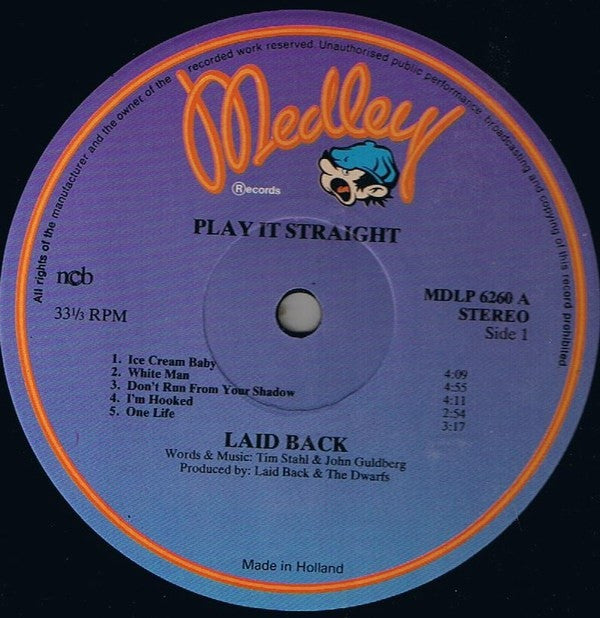 All rights of the manufacturer and the owner of the recorded work reserved. Unauthorised public performance broadcasting and copying of this record prohibited
Medley
Records
PLAY IT STRAIGHT
ncb
33⅓ RPM
MDLP 6260 A
STEREO
Side 1
1. Ice Cream Baby 4:09
2. White Man 4:55
3. Don't Run From Your Shadow 4:11
4. I'm Hooked 2:54
5. One Life 3:17
LAID BACK
Words & Music: Tim Stahl & John Guldberg
Produced by: Laid Back & The Dwarfs
Made in Holland